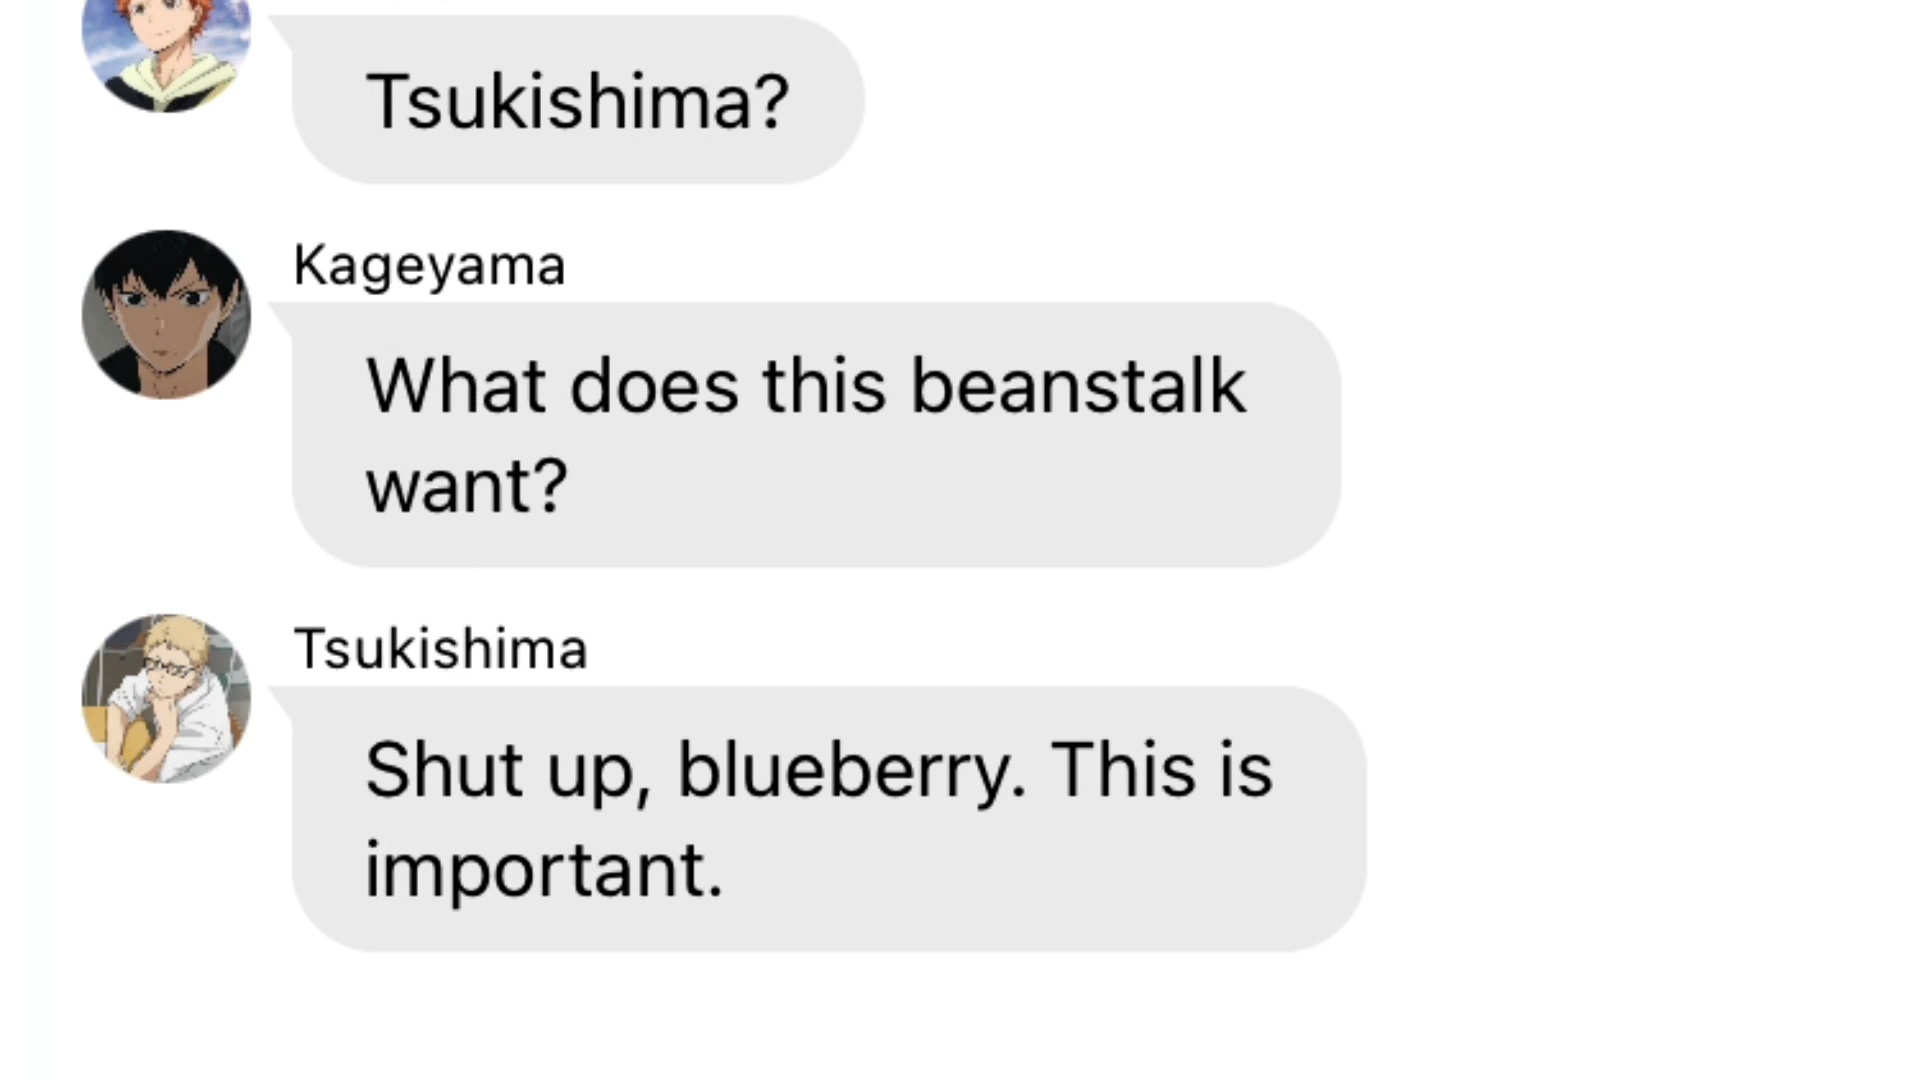 Tsukishima?
Kageyama
What does this beanstalk
want?
Tsukishima
Shut up, blueberry. This is
important.